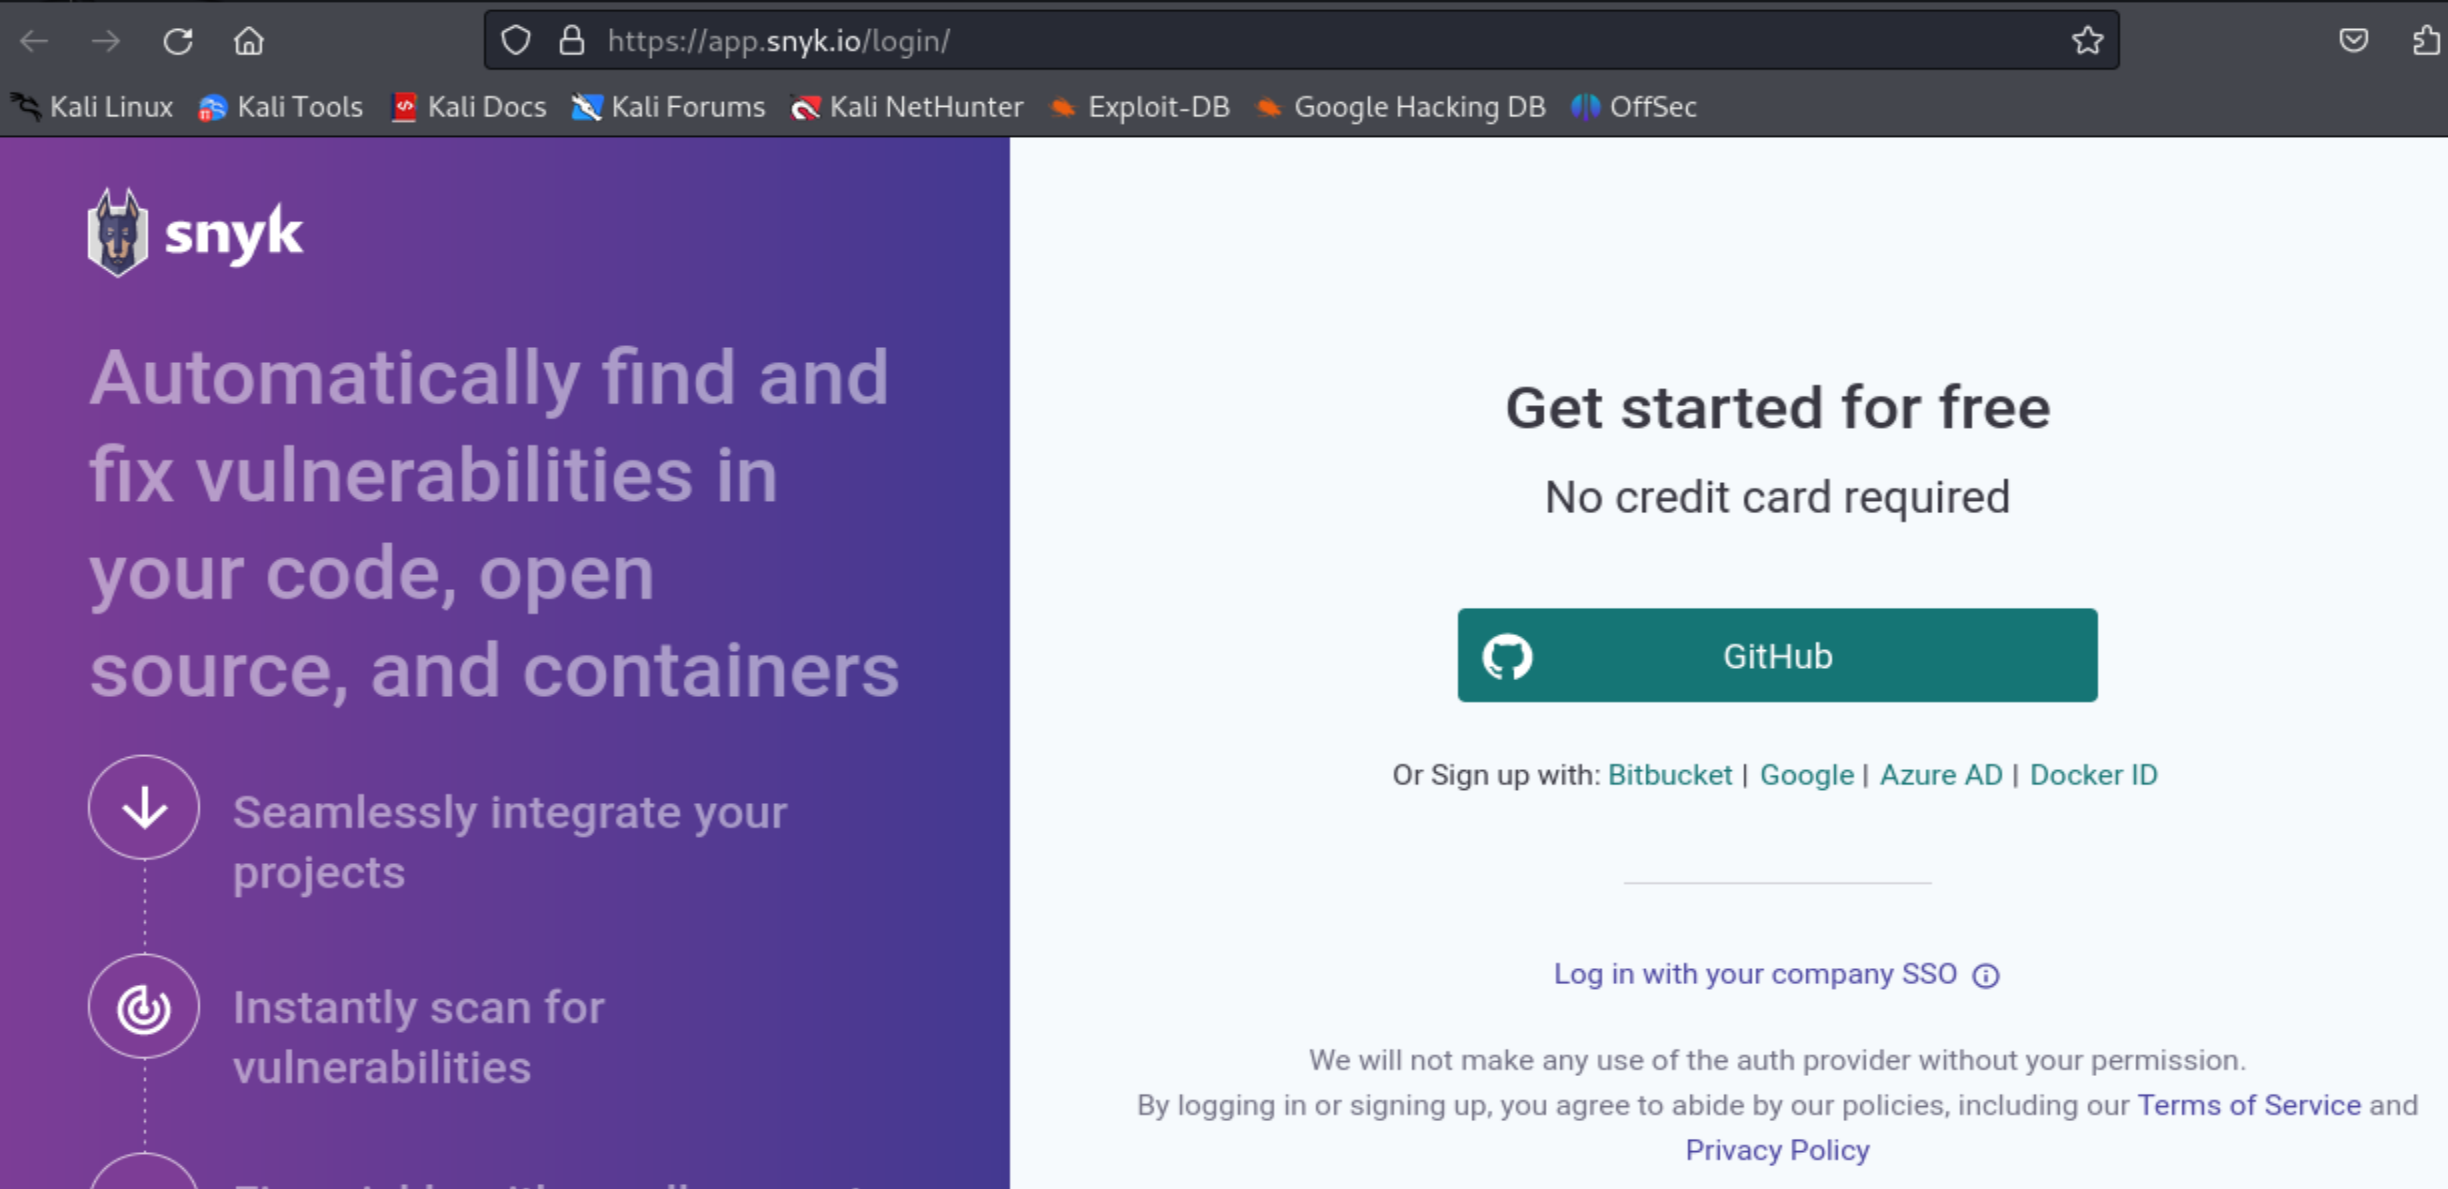 https://app.snyk.io/login/
Kali Linux Kali Tools Kali Docs Kali Forums Kali NetHunter Exploit-DB Google Hacking DB OffSec
snyk
Automatically find and
fix vulnerabilities in
your code, open
source, and containers
Seamlessly integrate your
projects
Instantly scan for
vulnerabilities
Get started for free
No credit card required
GitHub
Or Sign up with: Bitbucket | Google | Azure AD | Docker ID
Log in with your company SSO
We will not make any use of the auth provider without your permission.
By logging in or signing up, you agree to abide by our policies, including our Terms of Service and
Privacy Policy